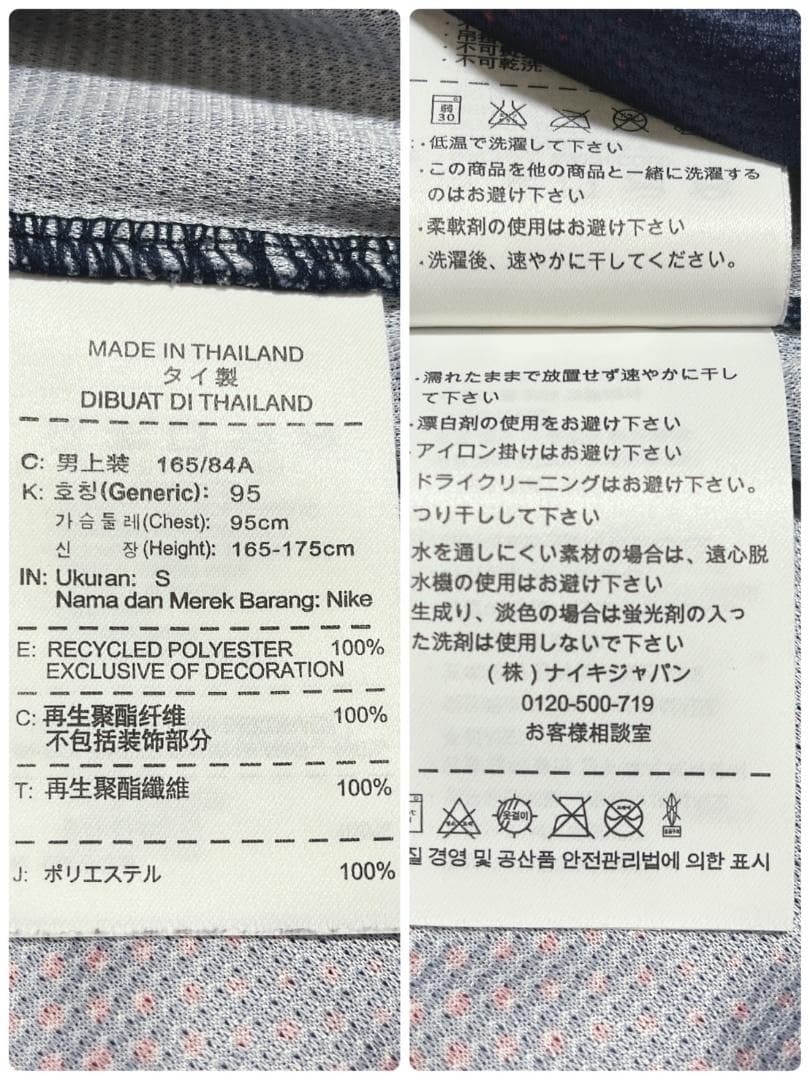 MADE IN THAILAND
タイ製
DIBUAT DI THAILAND
C: 男上装 165/84A
K: 호칭(Generic): 95
가슴둘레(Chest): 95cm
신 장(Height): 165-175cm
IN: Ukuran: S
Nama dan Merek Barang: Nike
E: RECYCLED POLYESTER 100%
EXCLUSIVE OF DECORATION
C: 再生聚酯纤维 100%
不包括装饰部分
T: 再生聚酯纖維 100%
J: ポリエステル 100%
·不可乾洗
弱
30
·低温で洗濯して下さい
·この商品を他の商品と一緒に洗濯する
のはお避け下さい
·柔軟剤の使用はお避け下さい
·洗濯後、速やかに干してください。
·濡れたままで放置せず速やかに干し
て下さい
·漂白剤の使用をお避け下さい
·アイロン掛けはお避け下さい
ドライクリーニングはお避け下さい。
つり干しして下さい
水を通しにくい素材の場合は、遠心脱
水機の使用はお避け下さい
生成り、淡色の場合は蛍光剤の入っ
た洗剤は使用しないで下さい
(株)ナイキジャパン
0120-500-719
お客様相談室
옷걸이
질 경영 및 공산품 안전관리법에 의한 표시